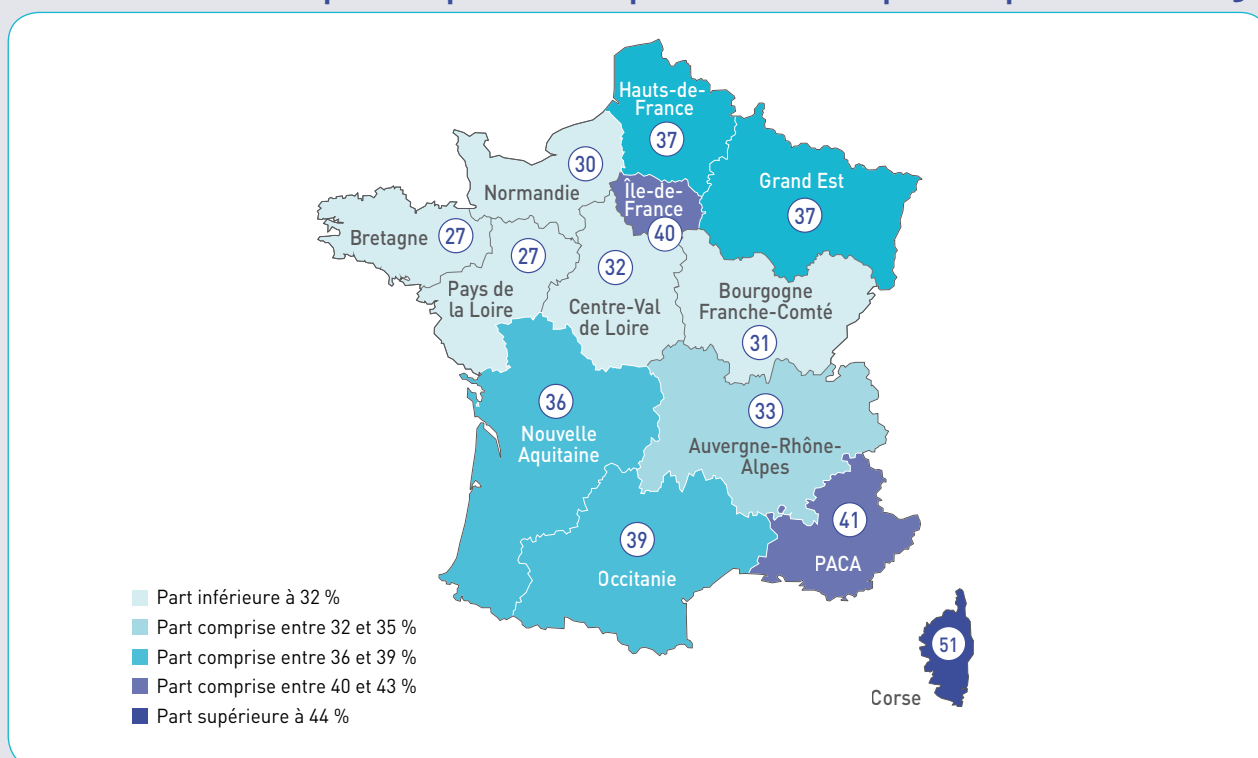 Hauts-de-
France
37
30
Normandie
Île-de-
France
40
Grand Est
37
Bretagne
27
27
Pays de
la Loire
32
Centre-Val
de Loire
Bourgogne
Franche-Comté
31
36
Nouvelle
Aquitaine
33
Auvergne-Rhône-
Alpes
39
Occitanie
41
PACA
51
Corse
Part inférieure à 32 %
Part comprise entre 32 et 35 %
Part comprise entre 36 et 39 %
Part comprise entre 40 et 43 %
Part supérieure à 44 %